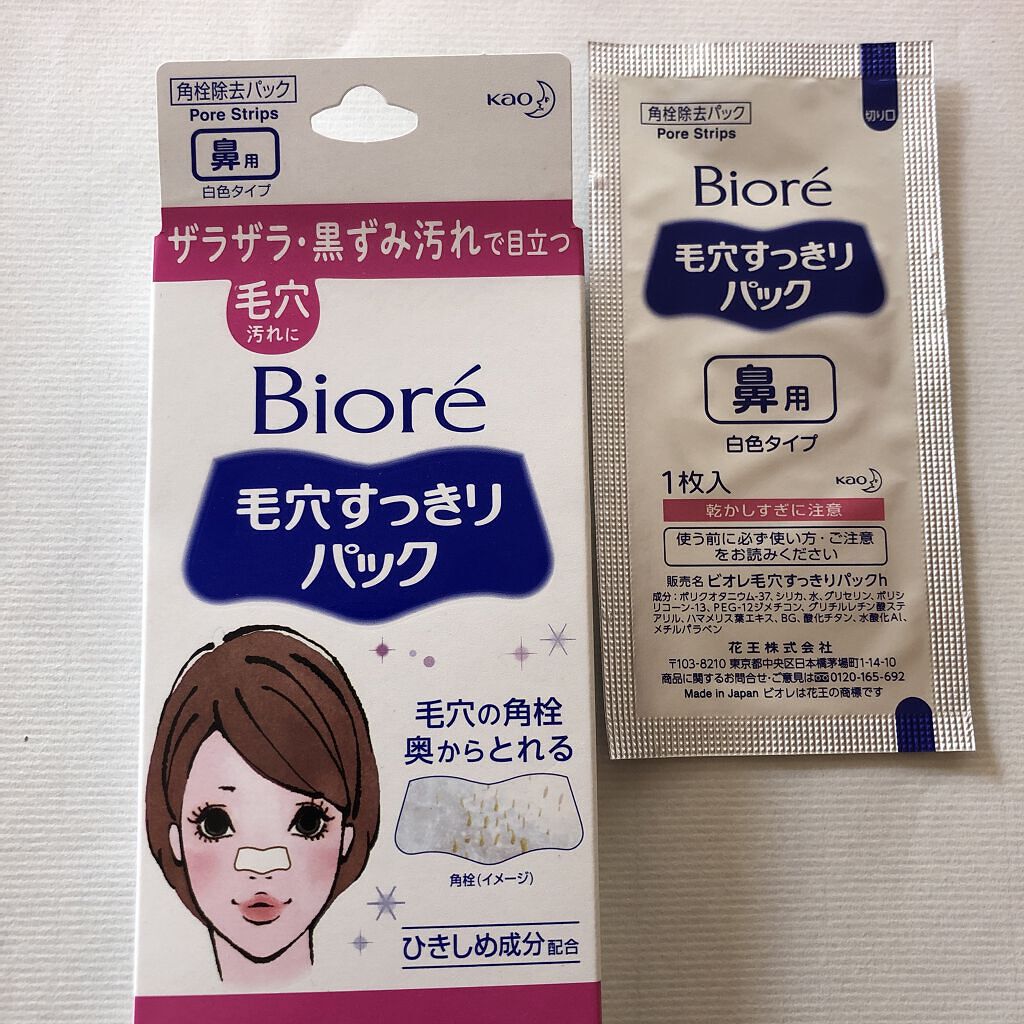 角栓除去パック
Pore Strips
鼻用
白色タイプ
Kao
ザラザラ・黒ずみ汚れで目立つ
毛穴
汚れに
Bioré
毛穴すっきり
パック
毛穴の角栓
奥からとれる
角栓(イメージ)
ひきしめ成分配合
角栓除去パック
Pore Strips
切り口
Bioré
毛穴すっきり
パック
鼻用
白色タイプ
1枚入
Kao
乾かしすぎに注意
使う前に必ず使い方・ご注意
をお読みください
販売名 ビオレ毛穴すっきりパックh
成分:ポリクオタニウム-37、シリカ、水、グリセリン、ポリシ
リコーン-13、PEG-12ジメチコン、グリチルレチン酸ステ
アリル、ハマメリス葉エキス、BG、酸化チタン、水酸化Al、
メチルパラベン
花王株式会社
〒103-8210 東京都中央区日本橋茅場町1-14-10
商品に関するお問合せ・ご意見は0120-165-692
Made in Japan ビオレは花王の商標です